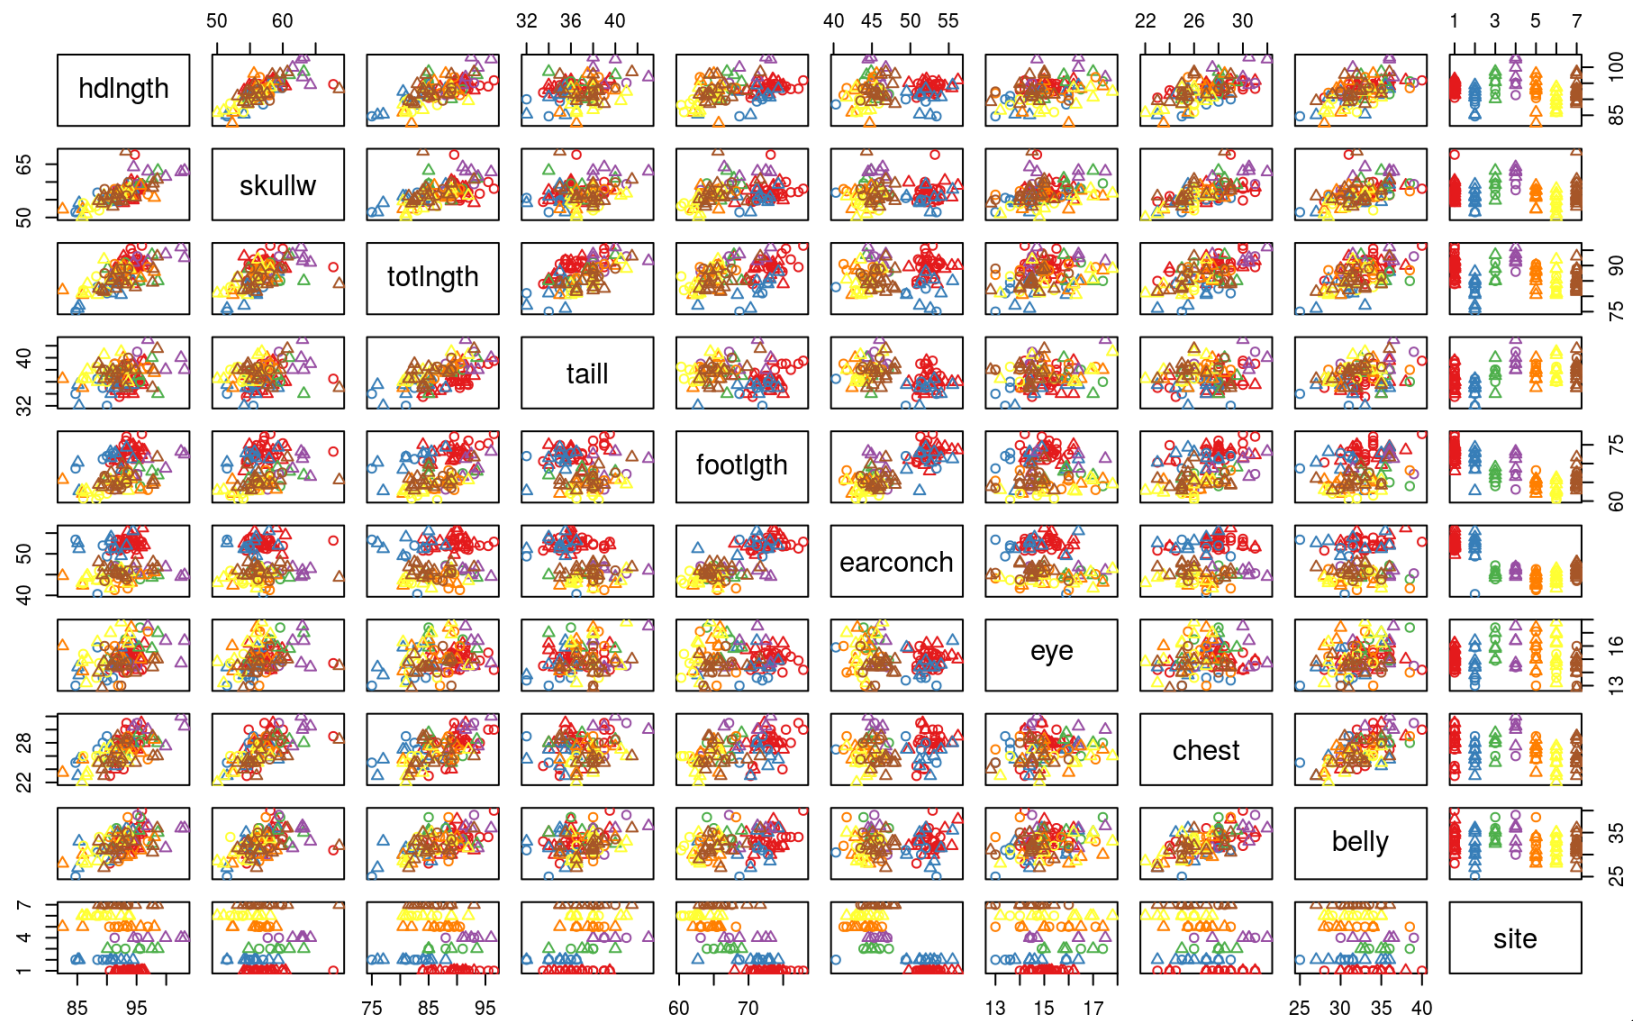 50 60 32 36 40 40 45 50 55 22 26 30 1 3 5 7
hdlngth 85 100
50 65 skullw
totlngth 75 90
32 40 taill
footlgth 60 75
40 50 earconch
eye 13 16
22 28 chest
belly 25 35
1 4 7 site
85 95 75 85 95 60 70 13 15 17 25 30 35 40